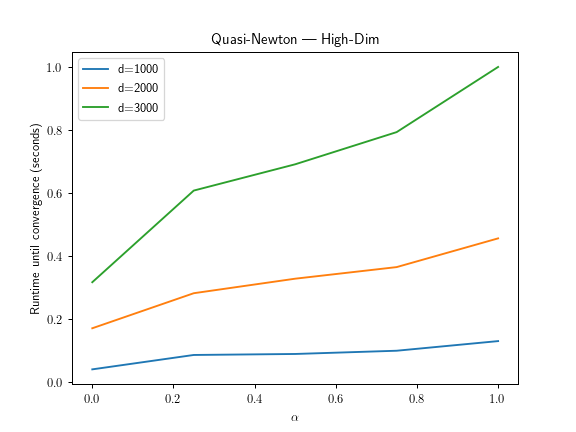 Quasi-Newton — High-Dim
d=1000
d=2000
d=3000
Runtime until convergence (seconds)
1.0
0.8
0.6
0.4
0.2
0.0
0.0 0.2 0.4 0.6 0.8 1.0
α